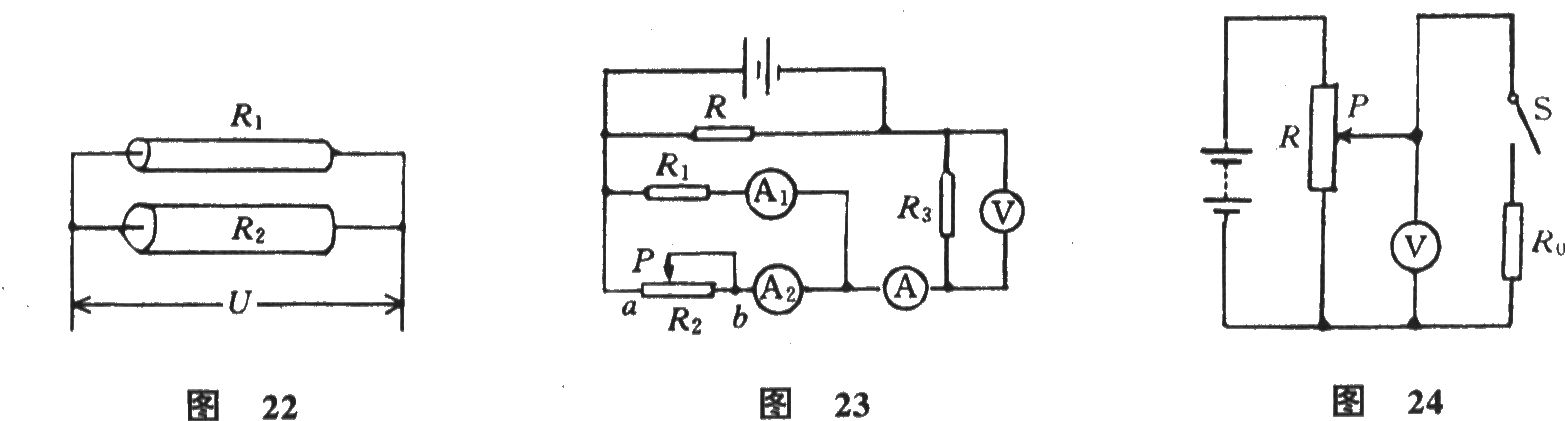 R₁
R₂
U
图 22
R
R₁
A₁
R₃
V
P
a
R₂
b
A₂
A
图 23
P
S
R
V
R₀
图 24